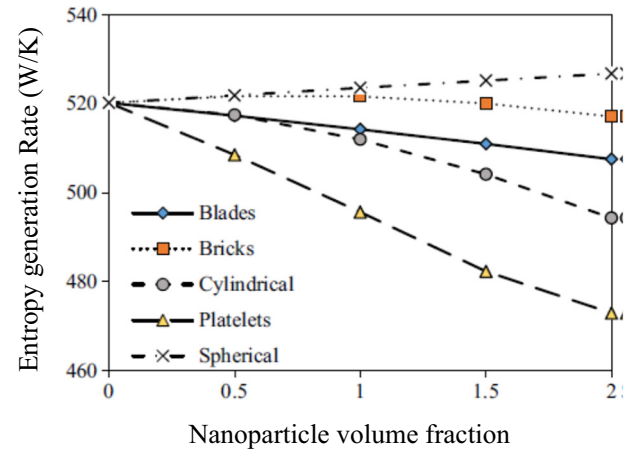 540
520
500
480
460
Entropy generation Rate (W/K)
Blades
Bricks
Cylindrical
Platelets
Spherical
0
0.5
1
1.5
2
Nanoparticle volume fraction